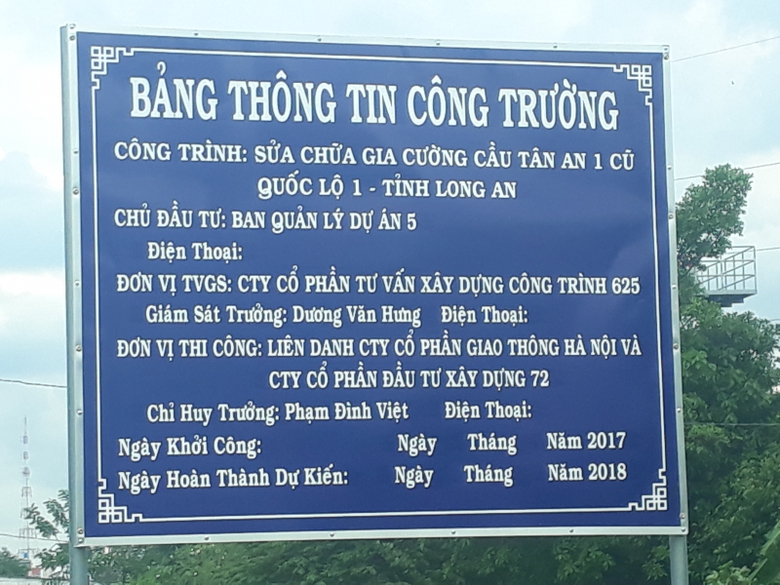 BẢNG THÔNG TIN CÔNG TRƯỜNG
CÔNG TRÌNH: SỬA CHỮA GIA CƯỜNG CẦU TÂN AN 1 CŨ
QUỐC LỘ 1 - TỈNH LONG AN
CHỦ ĐẦU TƯ: BAN QUẢN LÝ DỰ ÁN 5
Điện Thoại:
ĐƠN VỊ TVGS: CTY CỔ PHẦN TƯ VẤN XÂY DỰNG CÔNG TRÌNH 625
Giám Sát Trưởng: Dương Văn Hưng Điện Thoại:
ĐƠN VỊ THI CÔNG: LIÊN DANH CTY CỔ PHẦN GIAO THÔNG HÀ NỘI VÀ
CTY CỔ PHẦN ĐẦU TƯ XÂY DỰNG 72
Chỉ Huy Trưởng: Phạm Đình Việt Điện Thoại:
Ngày Khởi Công: Ngày Tháng Năm 2017
Ngày Hoàn Thành Dự Kiến: Ngày Tháng Năm 2018